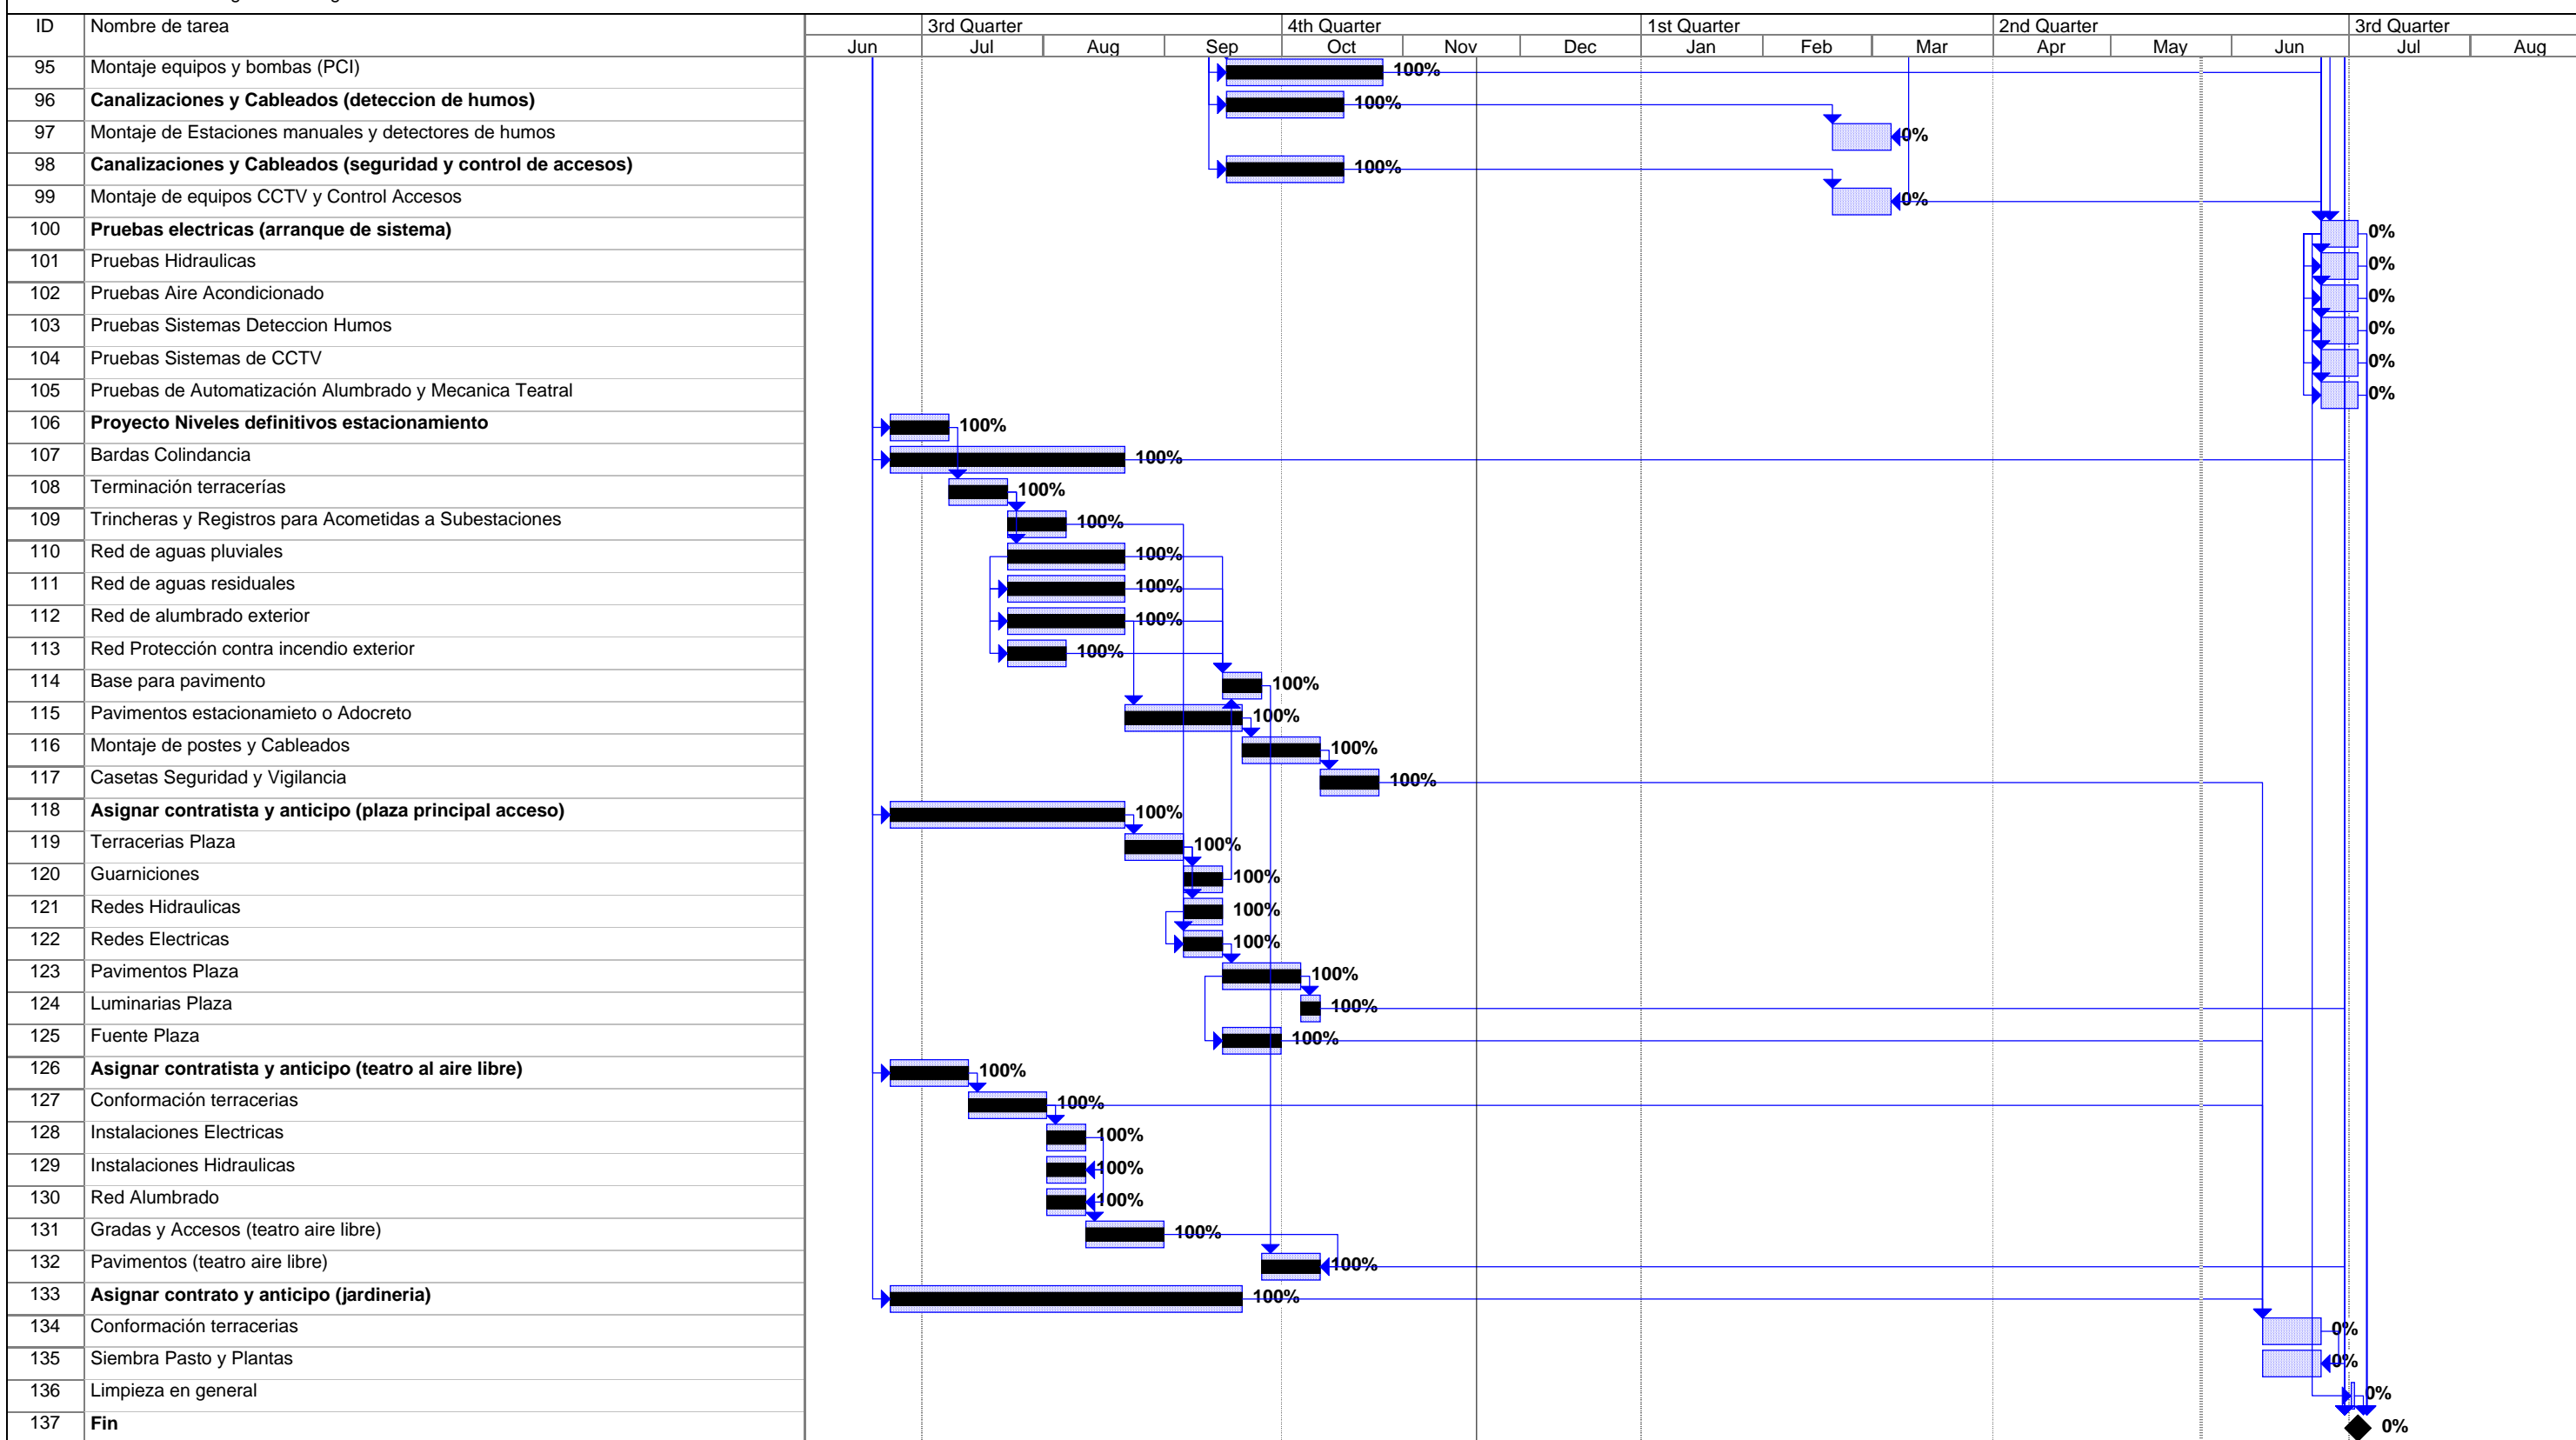 ID Nombre de tarea 3rd Quarter 4th Quarter 1st Quarter 2nd Quarter 3rd Quarter
Jun Jul Aug Sep Oct Nov Dec Jan Feb Mar Apr May Jun Jul Aug
95 Montaje equipos y bombas (PCI) 100%
96 Canalizaciones y Cableados (deteccion de humos) 100%
97 Montaje de Estaciones manuales y detectores de humos 0%
98 Canalizaciones y Cableados (seguridad y control de accesos) 100%
99 Montaje de equipos CCTV y Control Accesos 0%
100 Pruebas electricas (arranque de sistema) 0%
101 Pruebas Hidraulicas 0%
102 Pruebas Aire Acondicionado 0%
103 Pruebas Sistemas Deteccion Humos 0%
104 Pruebas Sistemas de CCTV 0%
105 Pruebas de Automatización Alumbrado y Mecanica Teatral 0%
106 Proyecto Niveles definitivos estacionamiento 100%
107 Bardas Colindancia 100%
108 Terminación terracerías 100%
109 Trincheras y Registros para Acometidas a Subestaciones 100%
110 Red de aguas pluviales 100%
111 Red de aguas residuales 100%
112 Red de alumbrado exterior 100%
113 Red Protección contra incendio exterior 100%
114 Base para pavimento 100%
115 Pavimentos estacionamieto o Adocreto 100%
116 Montaje de postes y Cableados 100%
117 Casetas Seguridad y Vigilancia 100%
118 Asignar contratista y anticipo (plaza principal acceso) 100%
119 Terracerias Plaza 100%
120 Guarniciones 100%
121 Redes Hidraulicas 100%
122 Redes Electricas 100%
123 Pavimentos Plaza 100%
124 Luminarias Plaza 100%
125 Fuente Plaza 100%
126 Asignar contratista y anticipo (teatro al aire libre) 100%
127 Conformación terracerias 100%
128 Instalaciones Electricas 100%
129 Instalaciones Hidraulicas 100%
130 Red Alumbrado 100%
131 Gradas y Accesos (teatro aire libre) 100%
132 Pavimentos (teatro aire libre) 100%
133 Asignar contrato y anticipo (jardineria) 100%
134 Conformación terracerias 0%
135 Siembra Pasto y Plantas 0%
136 Limpieza en general 0%
137 Fin 0%